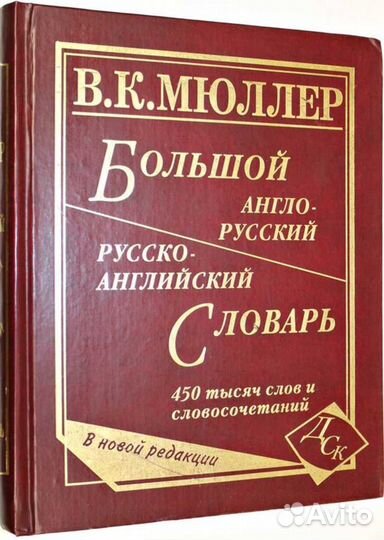 В.К.МЮЛЛЕР
БОЛЬШОЙ
АНГЛО-
РУССКИЙ
РУССКО-
АНГЛИЙСКИЙ
СЛОВАРЬ
450 тысяч слов и
словосочетаний
В новой редакции
ДСК
Avito